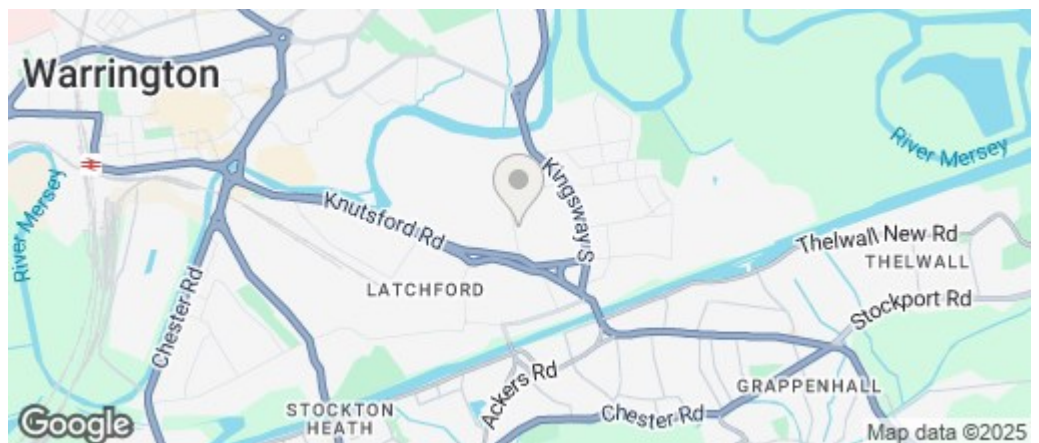 Warrington
River Mersey
Kingsway S
River Mersey
Knutsford Rd
Thelwall New Rd
THELWALL
LATCHFORD
Stockport Rd
Chester Rd
Ackers Rd
GRAPPENHALL
STOCKTON
HEATH
Chester Rd
Google
Map data ©2025